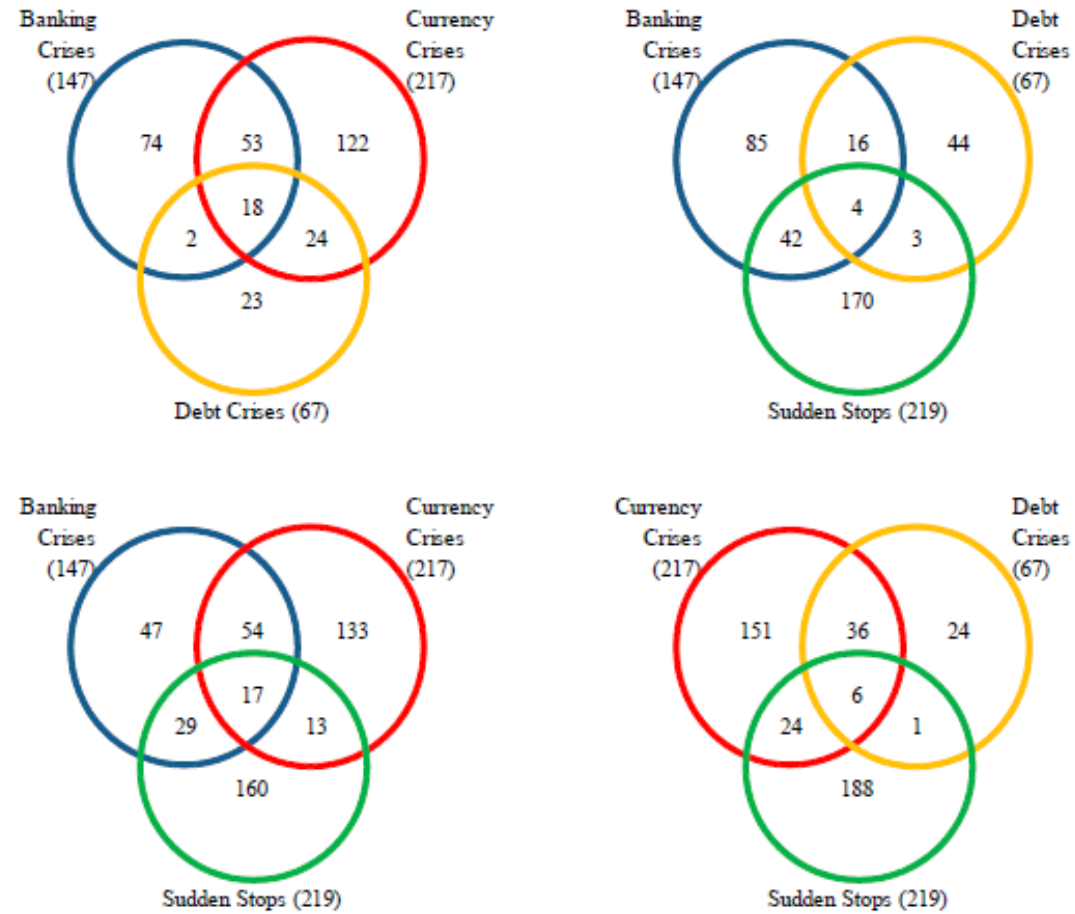 Banking
Crises
(147)
Currency
Crises
(217)
74
53
122
18
2
24
23
Debt Crises (67)
Banking
Crises
(147)
Debt
Crises
(67)
85
16
44
4
42
3
170
Sudden Stops (219)
Banking
Crises
(147)
Currency
Crises
(217)
47
54
133
17
29
13
160
Sudden Stops (219)
Currency
Crises
(217)
Debt
Crises
(67)
151
36
24
6
24
1
188
Sudden Stops (219)